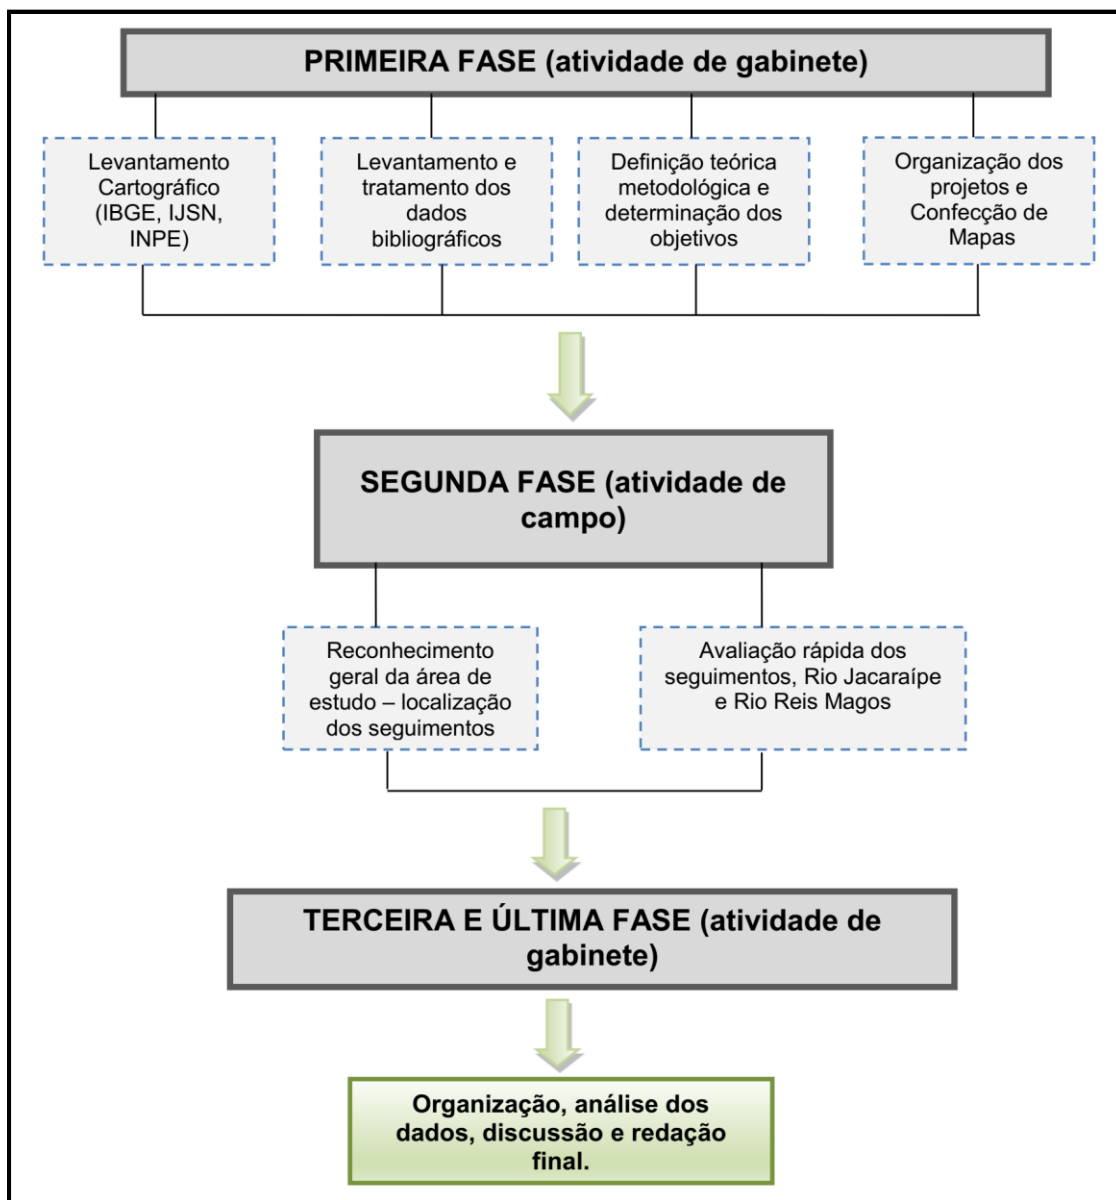 PRIMEIRA FASE (atividade de gabinete)
Levantamento
Cartográfico
(IBGE, IJSN,
INPE)
Levantamento e
tratamento dos
dados
bibliográficos
Definição teórica
metodológica e
determinação dos
objetivos
Organização dos
projetos e
Confecção de
Mapas
SEGUNDA FASE (atividade de
campo)
Reconhecimento
geral da área de
estudo – localização
dos seguimentos
Avaliação rápida dos
seguimentos, Rio Jacaraípe
e Rio Reis Magos
TERCEIRA E ÚLTIMA FASE (atividade de
gabinete)
Organização, análise dos
dados, discussão e redação
final.